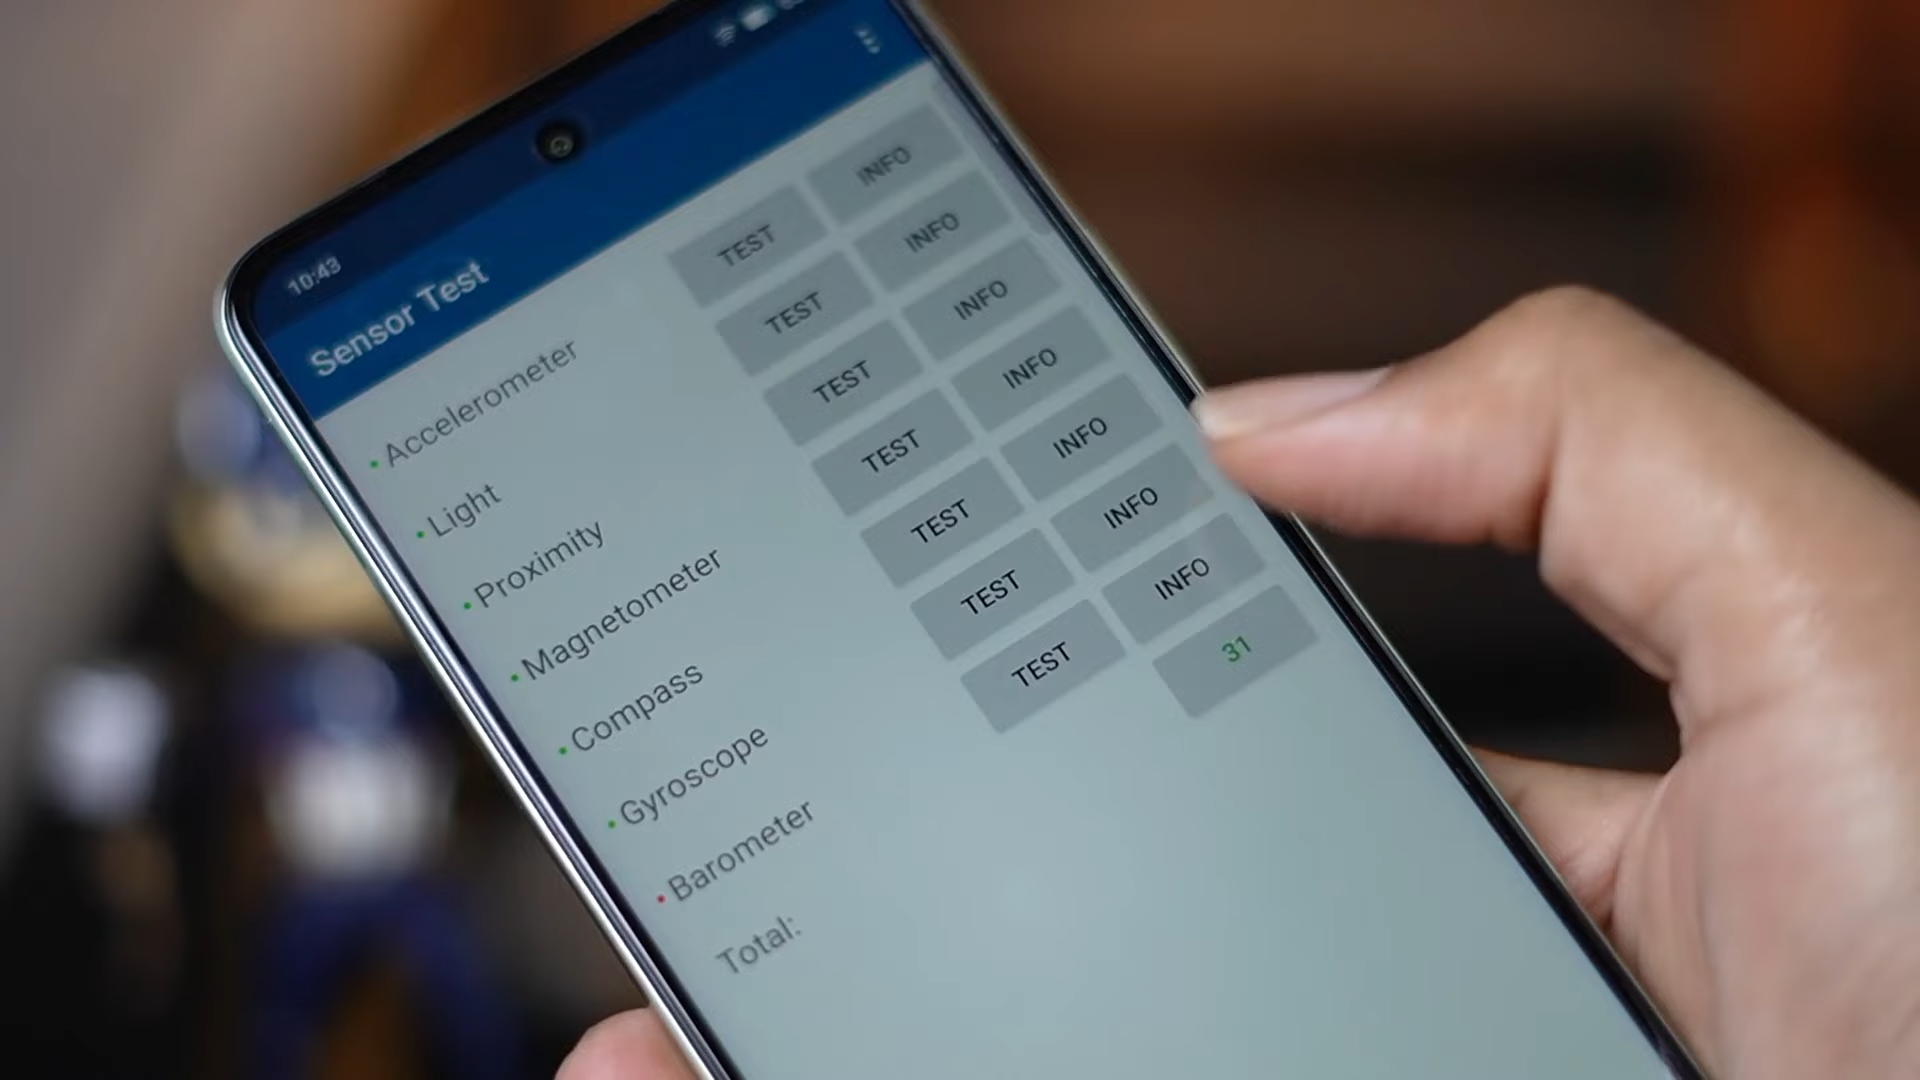 10:43
Sensor Test
Accelerometer TEST INFO
Light TEST INFO
Proximity TEST INFO
Magnetometer TEST INFO
Compass TEST INFO
Gyroscope TEST INFO
Barometer TEST INFO
Total: 31